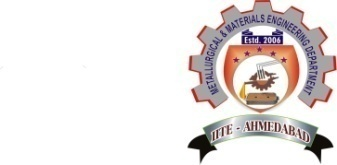 METALLURGICAL & MATERIALS ENGINEERING DEPARTMENT
Estd. 2006
IITE - AHMEDABAD